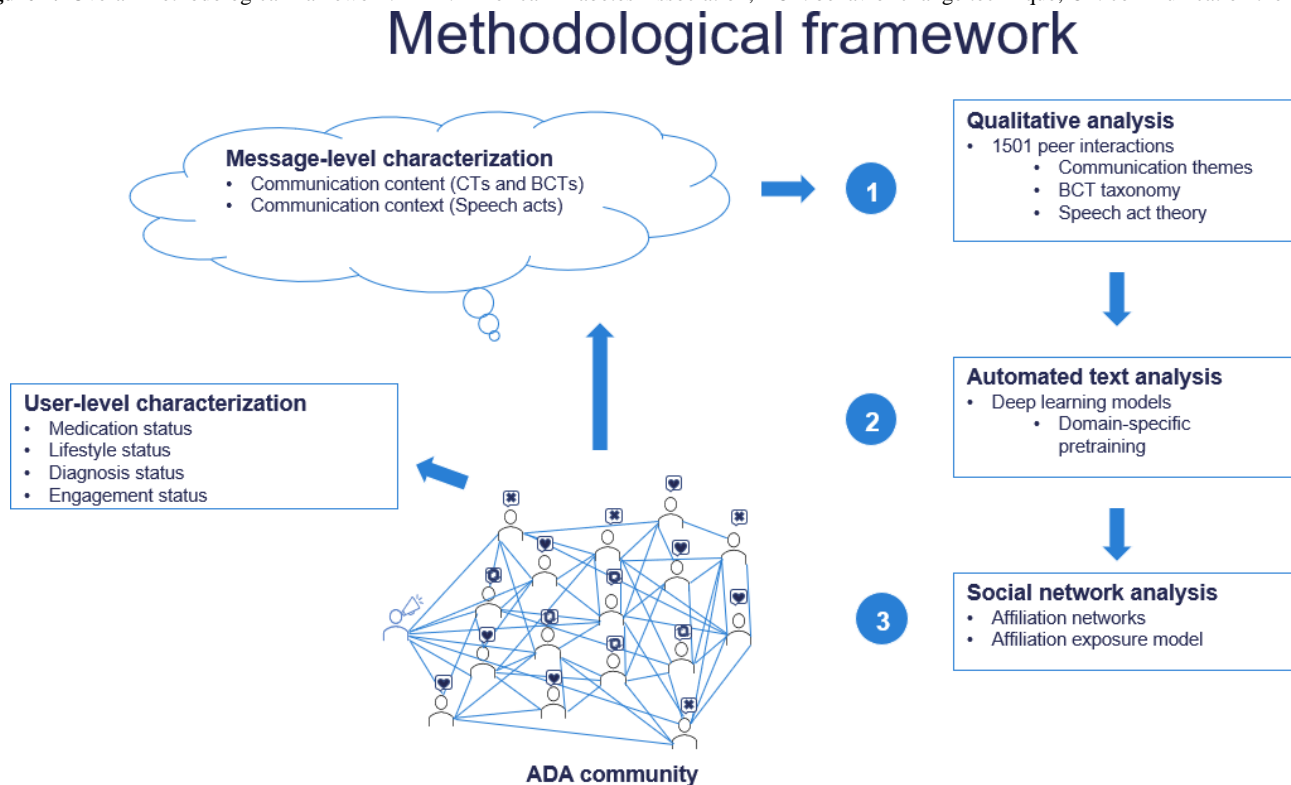 Methodological framework
Message-level characterization
• Communication content (CTs and BCTs)
• Communication context (Speech acts)
1
Qualitative analysis
• 1501 peer interactions
• Communication themes
• BCT taxonomy
• Speech act theory
User-level characterization
• Medication status
• Lifestyle status
• Diagnosis status
• Engagement status
2
Automated text analysis
• Deep learning models
• Domain-specific
pretraining
3
Social network analysis
• Affiliation networks
• Affiliation exposure model
ADA community